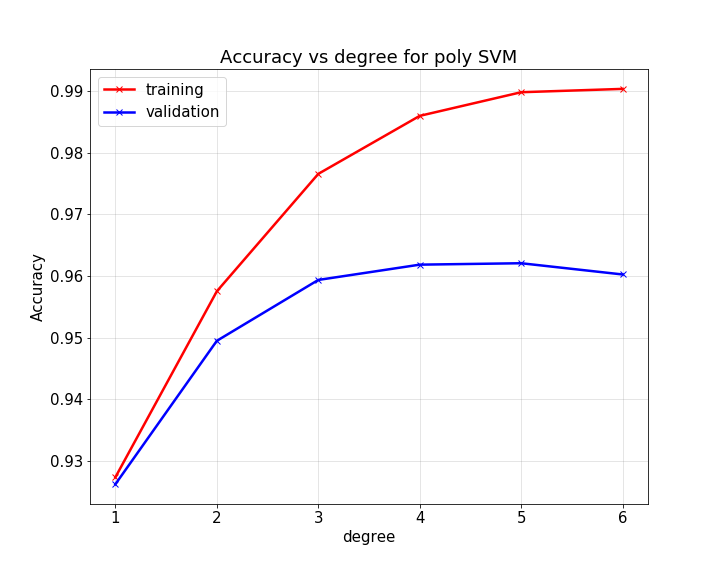 Accuracy vs degree for poly SVM
training
validation
0.99
0.98
0.97
0.96
0.95
0.94
0.93
Accuracy
1 2 3 4 5 6
degree